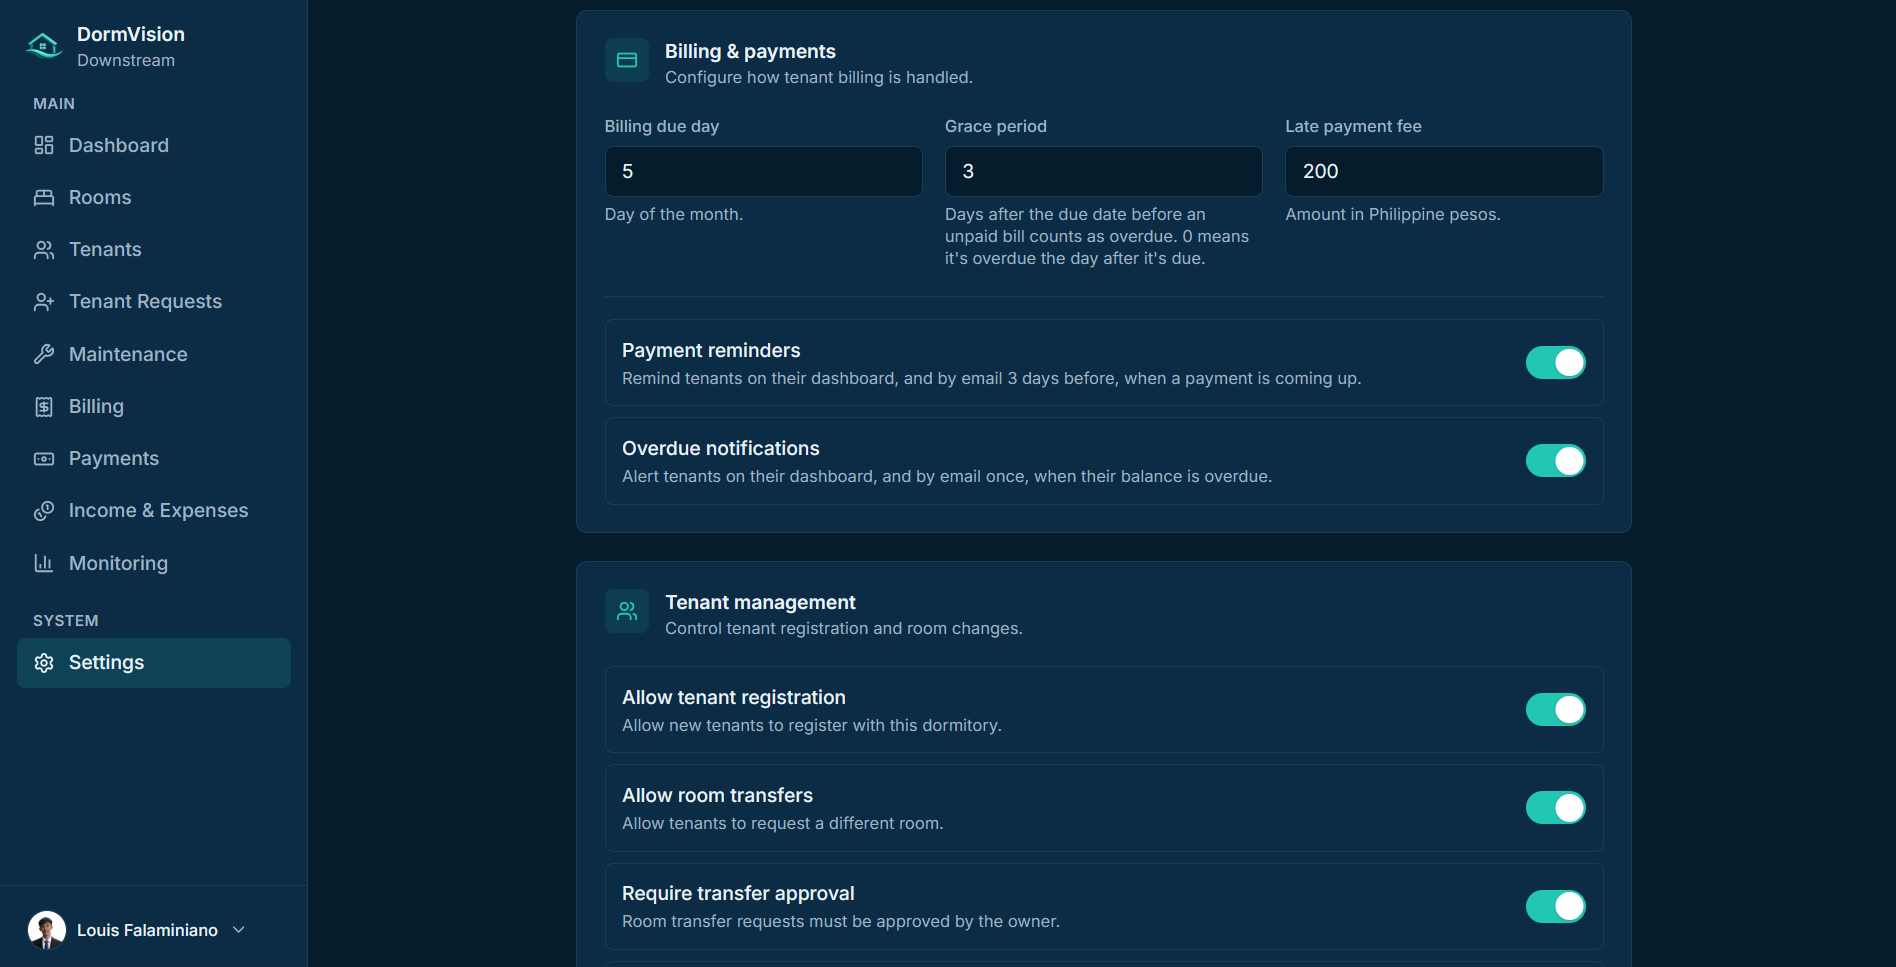 DormVision
Downstream
MAIN
Dashboard
Rooms
Tenants
Tenant Requests
Maintenance
Billing
Payments
Income & Expenses
Monitoring
SYSTEM
Settings
Louis Falaminiano
Billing & payments
Configure how tenant billing is handled.
Billing due day
5
Day of the month.
Grace period
3
Days after the due date before an
unpaid bill counts as overdue. 0 means
it's overdue the day after it's due.
Late payment fee
200
Amount in Philippine pesos.
Payment reminders
Remind tenants on their dashboard, and by email 3 days before, when a payment is coming up.
Overdue notifications
Alert tenants on their dashboard, and by email once, when their balance is overdue.
Tenant management
Control tenant registration and room changes.
Allow tenant registration
Allow new tenants to register with this dormitory.
Allow room transfers
Allow tenants to request a different room.
Require transfer approval
Room transfer requests must be approved by the owner.